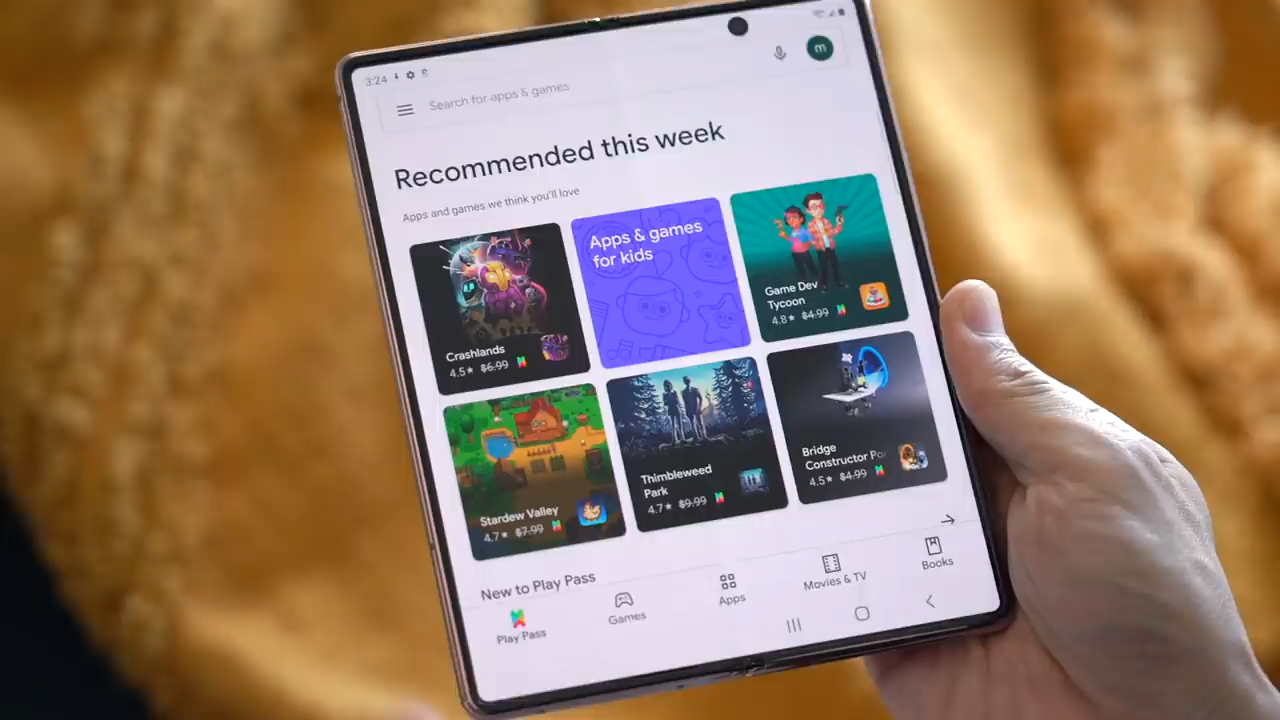 3:24
Search for apps & games
m
Recommended this week
Apps and games we think you'll love
Crashlands
4.5★ $6.99
Apps & games
for kids
Game Dev
Tycoon
4.8★ $4.99
Stardew Valley
4.7★ $7.99
Thimbleweed
Park
4.7★ $9.99
Bridge
Constructor Por
4.5★ $4.99
New to Play Pass
Play Pass
Games
Apps
Movies & TV
Books